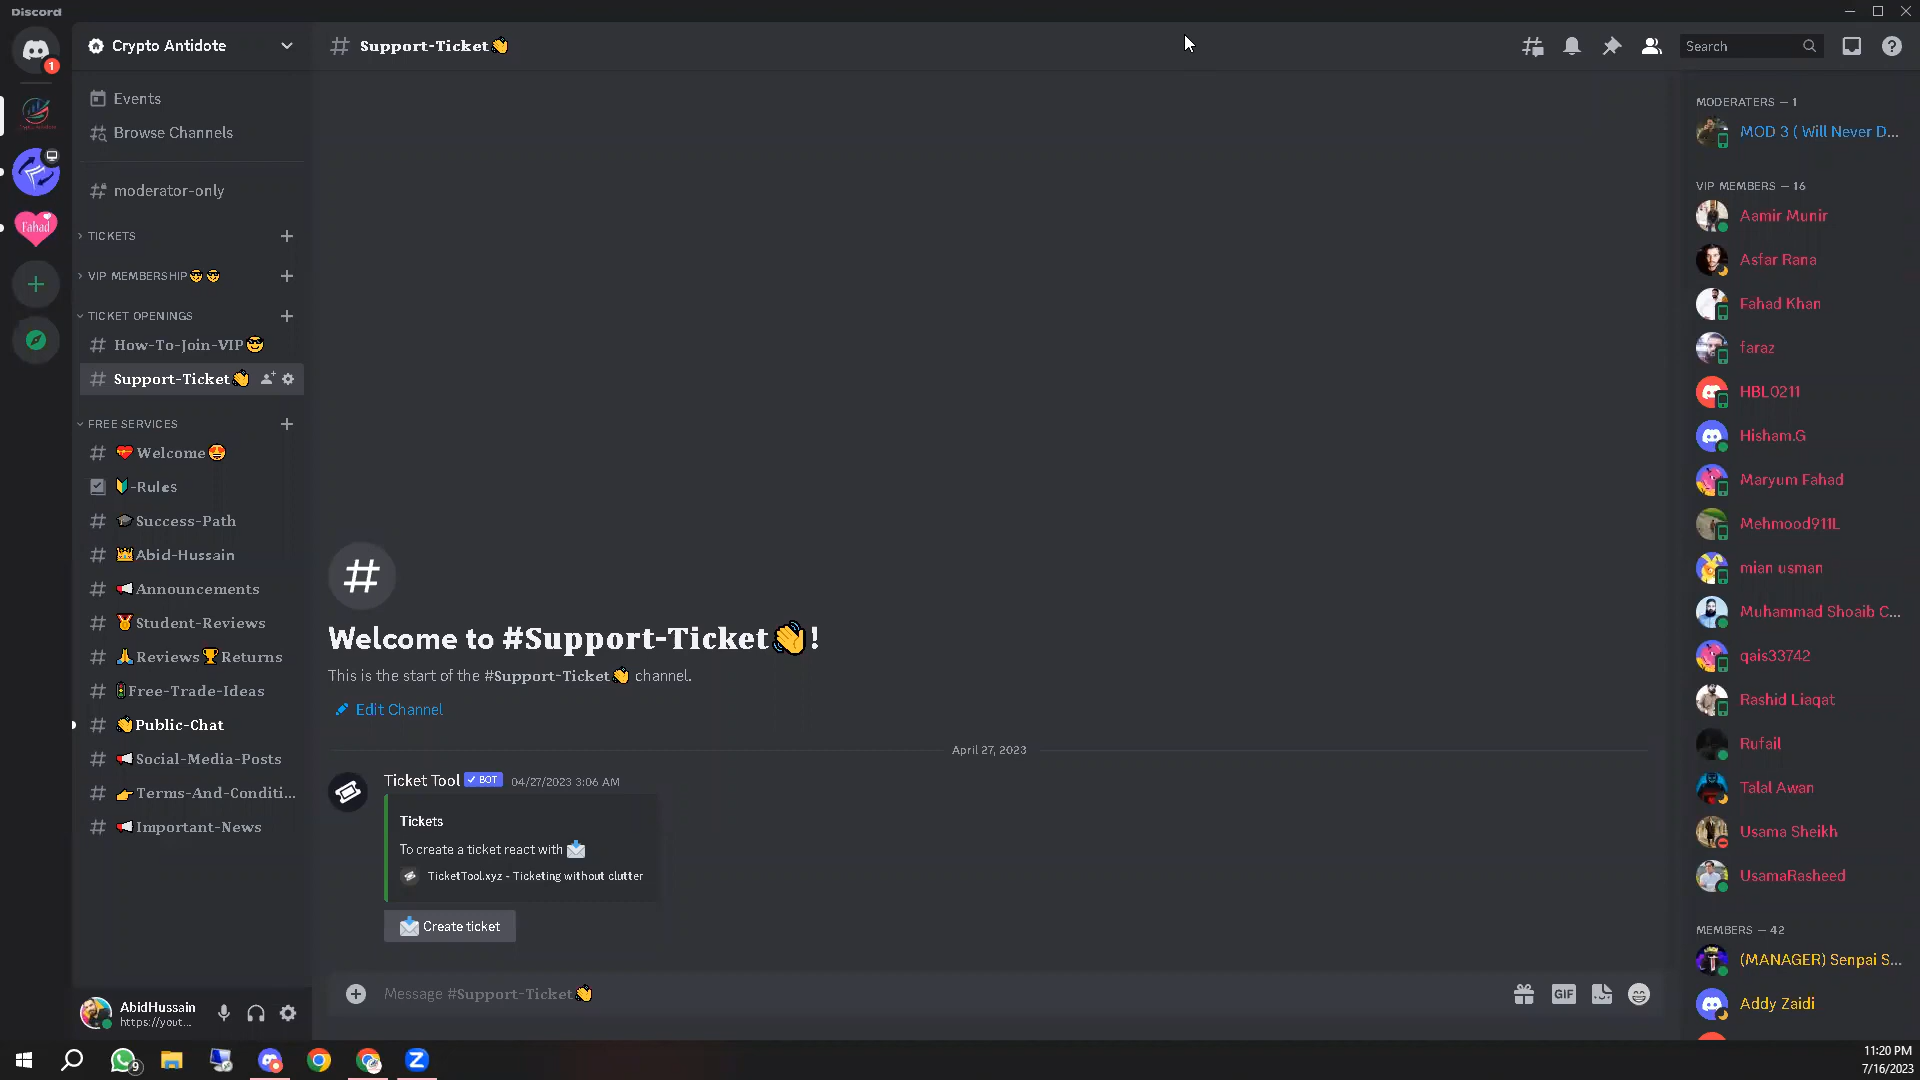 Discord
Crypto Antidote
Support-Ticket👋
Search
1
Events
Browse Channels
moderator-only
TICKETS
VIP MEMBERSHIP😎😎
TICKET OPENINGS
How-To-Join-VIP😎
Support-Ticket👋
FREE SERVICES
💝Welcome😍
🔰-Rules
🎓Success-Path
👑Abid-Hussain
📢Announcements
🏅Student-Reviews
🙏Reviews🏆Returns
🚦Free-Trade-Ideas
👋Public-Chat
📢Social-Media-Posts
👉Terms-And-Conditi...
📢Important-News
Fahad
AbidHussain
https://yout...
Welcome to #Support-Ticket👋!
This is the start of the #Support-Ticket👋 channel.
Edit Channel
April 27, 2023
Ticket Tool ✓ BOT 04/27/2023 3:06 AM
Tickets
To create a ticket react with 📩
TicketTool.xyz - Ticketing without clutter
📩 Create ticket
Message #Support-Ticket👋
GIF
MODERATERS — 1
MOD 3 ( Will Never D...
VIP MEMBERS — 16
Aamir Munir
Asfar Rana
Fahad Khan
faraz
HBL0211
Hisham.G
Maryum Fahad
Mehmood911L
mian usman
Muhammad Shoaib C...
qais33742
Rashid Liaqat
Rufail
Talal Awan
Usama Sheikh
UsamaRasheed
MEMBERS — 42
(MANAGER) Senpai S...
Addy Zaidi
9
11:20 PM
7/16/2023